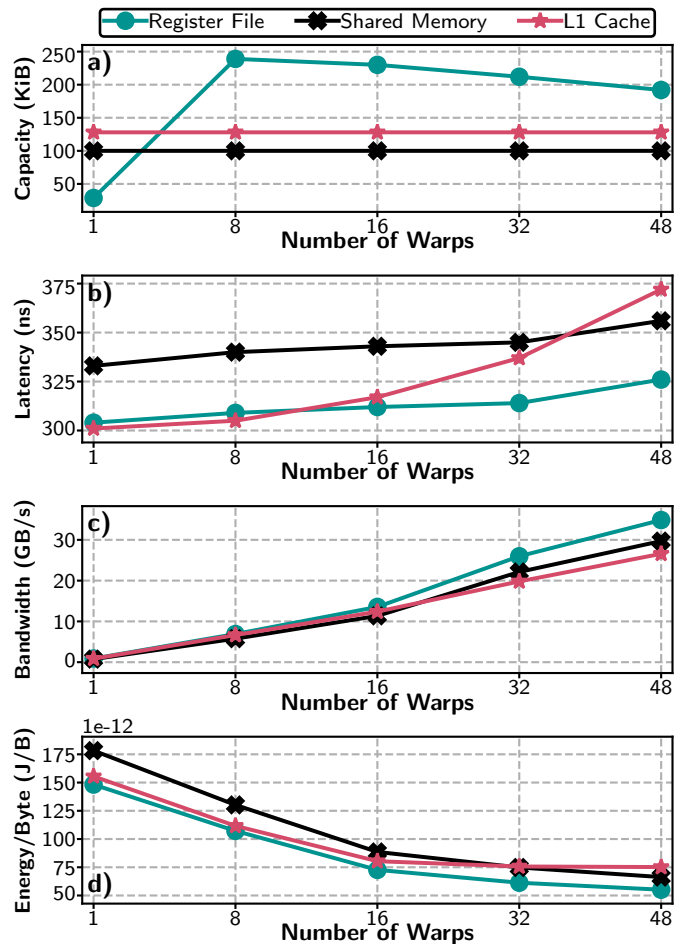 Register File Shared Memory L1 Cache
a)
Capacity (KiB)
250
200
150
100
50
1 8 16 32 48
Number of Warps
b)
Latency (ns)
375
350
325
300
1 8 16 32 48
Number of Warps
c)
Bandwidth (GB/s)
30
20
10
0
1 8 16 32 48
Number of Warps
1e-12
Energy/Byte (J/B)
175
150
125
100
75
50
d)
1 8 16 32 48
Number of Warps